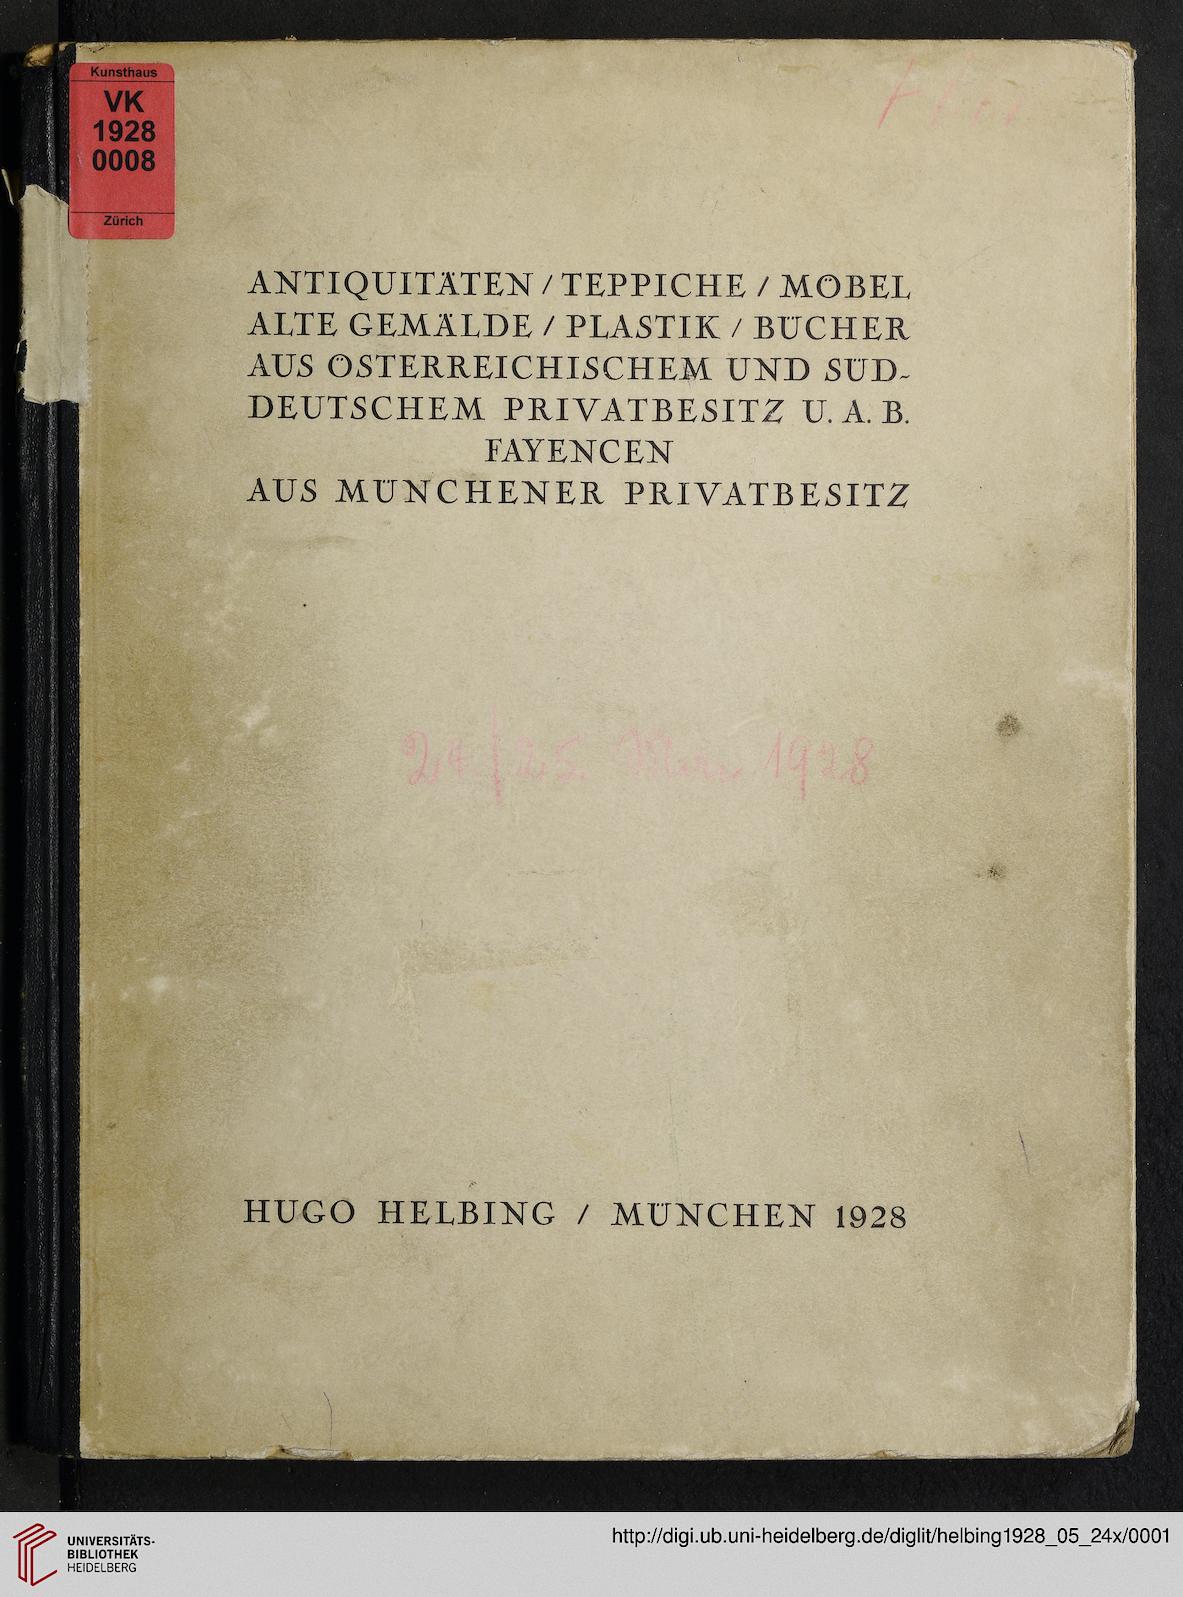 Kunsthaus
VK
1928
0008
Zürich
ANTIQUITÄTEN / TEPPICHE / MÖBEL
ALTE GEMÄLDE / PLASTIK / BÜCHER
AUS ÖSTERREICHISCHEM UND SÜD-
DEUTSCHEM PRIVATBESITZ U. A. B.
FAYENCEN
AUS MÜNCHENER PRIVATBESITZ
24/25. 1928
HUGO HELBING / MÜNCHEN 1928
UNIVERSITÄTS-
BIBLIOTHEK
HEIDELBERG
http://digi.ub.uni-heidelberg.de/diglit/helbing1928_05_24x/0001